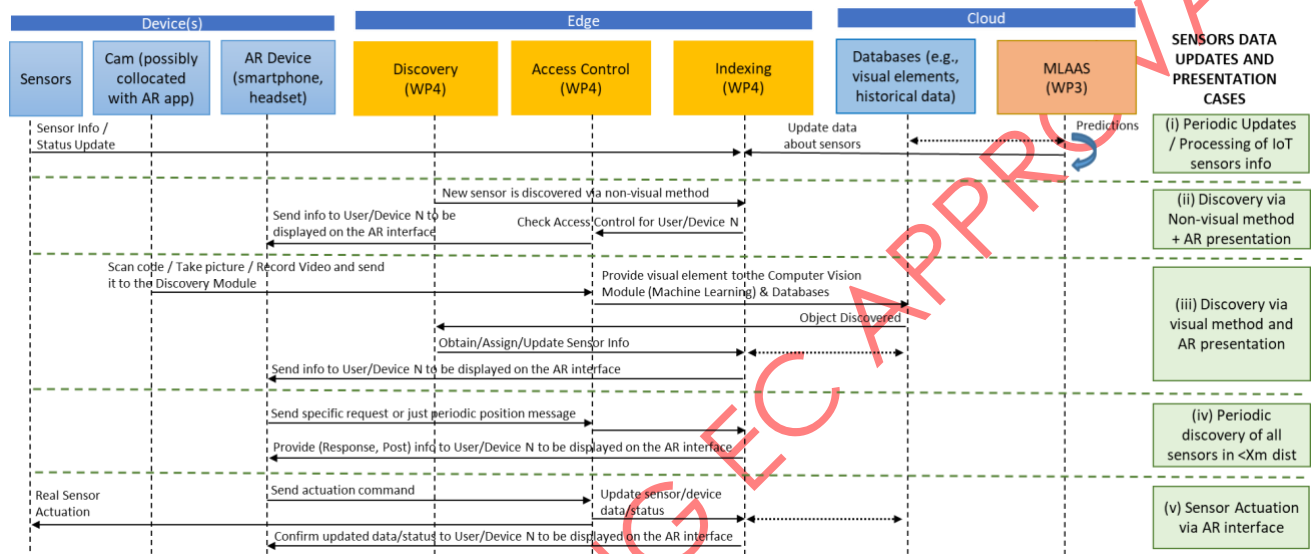 Device(s)
Edge
Cloud
Sensors
Cam (possibly
collocated
with AR app)
AR Device
(smartphone,
headset)
Discovery
(WP4)
Access Control
(WP4)
Indexing
(WP4)
Databases (e.g.,
visual elements,
historical data)
MLAAS
(WP3)
SENSORS DATA
UPDATES AND
PRESENTATION
CASES
Sensor Info /
Status Update
Update data
about sensors
Predictions
(i) Periodic Updates
/ Processing of IoT
sensors info
New sensor is discovered via non-visual method
Send info to User/Device N to be
displayed on the AR interface
Check Access Control for User/Device N
(ii) Discovery via
Non-visual method
+ AR presentation
Scan code / Take picture / Record Video and send
it to the Discovery Module
Provide visual element to the Computer Vision
Module (Machine Learning) & Databases
Object Discovered
Obtain/Assign/Update Sensor Info
Send info to User/Device N to be displayed on the AR interface
(iii) Discovery via
visual method and
AR presentation
Send specific request or just periodic position message
Provide (Response, Post) info to User/Device N to be displayed on the AR interface
(iv) Periodic
discovery of all
sensors in <Xm dist
Real Sensor
Actuation
Send actuation command
Update sensor/device
data/status
Confirm updated data/status to User/Device N to be displayed on the AR interface
(v) Sensor Actuation
via AR interface
G EC APPROVA